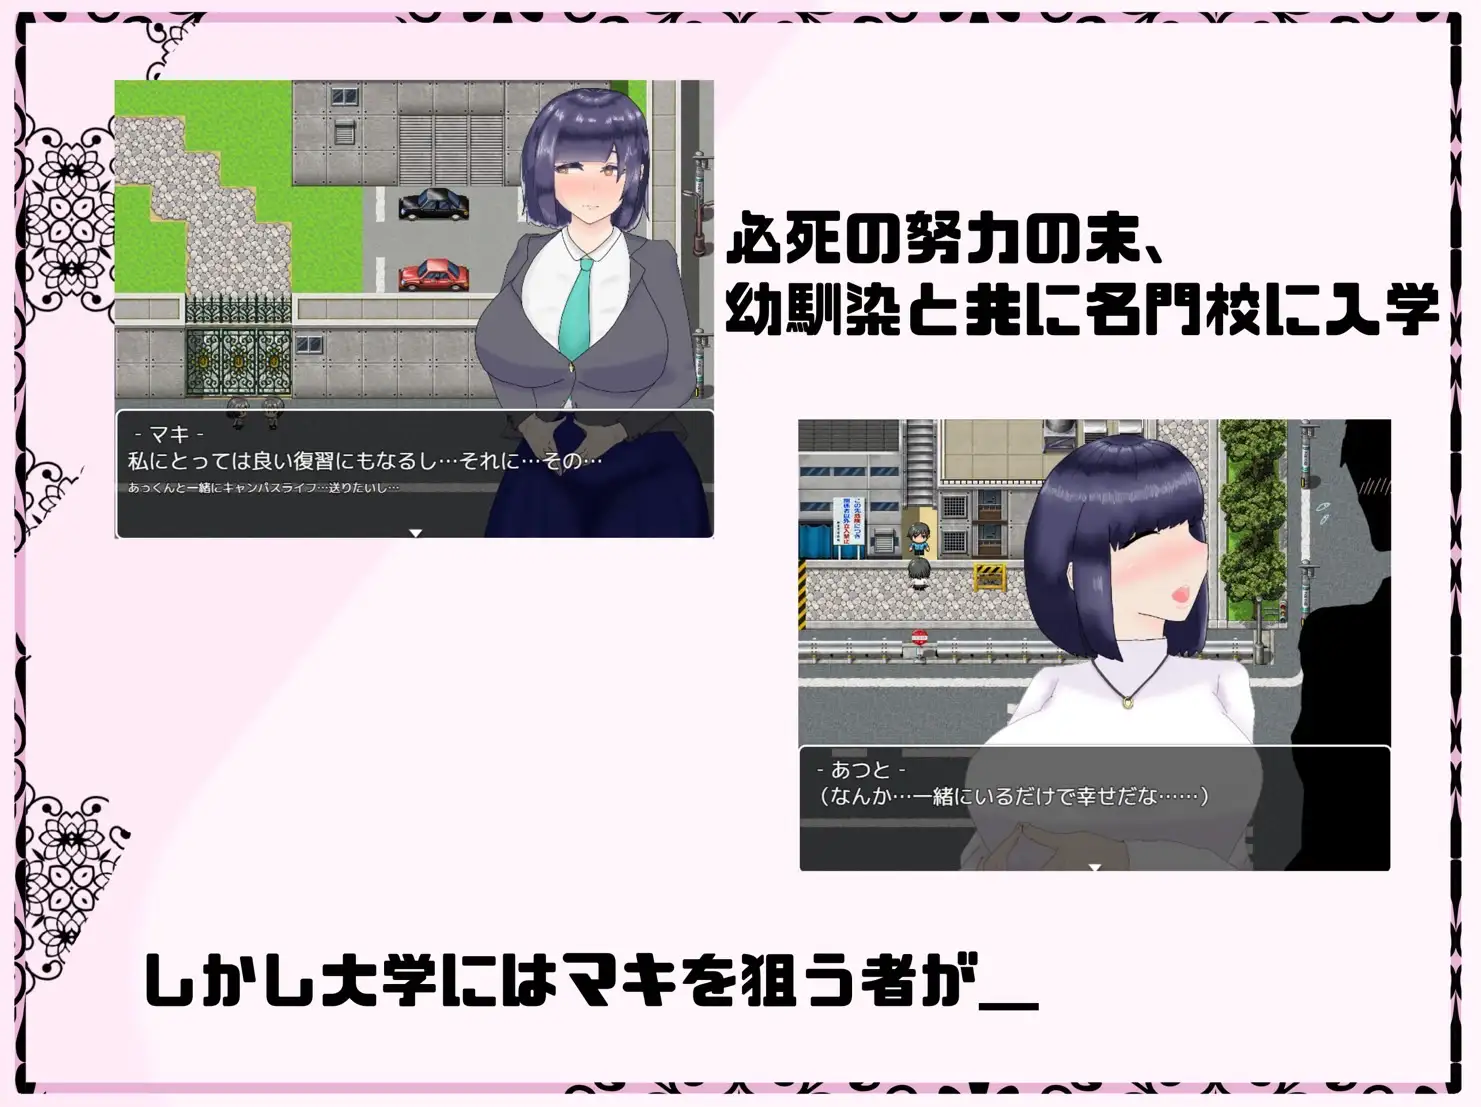 - マキ -
私にとっては良い復習にもなるし…それに…その…
あっくんと一緒にキャンパスライフ…送りたいし…
必死の努力の末、
幼馴染と共に名門校に入学
- あつと -
（なんか…一緒にいるだけで幸せだな……）
しかし大学にはマキを狙う者が__